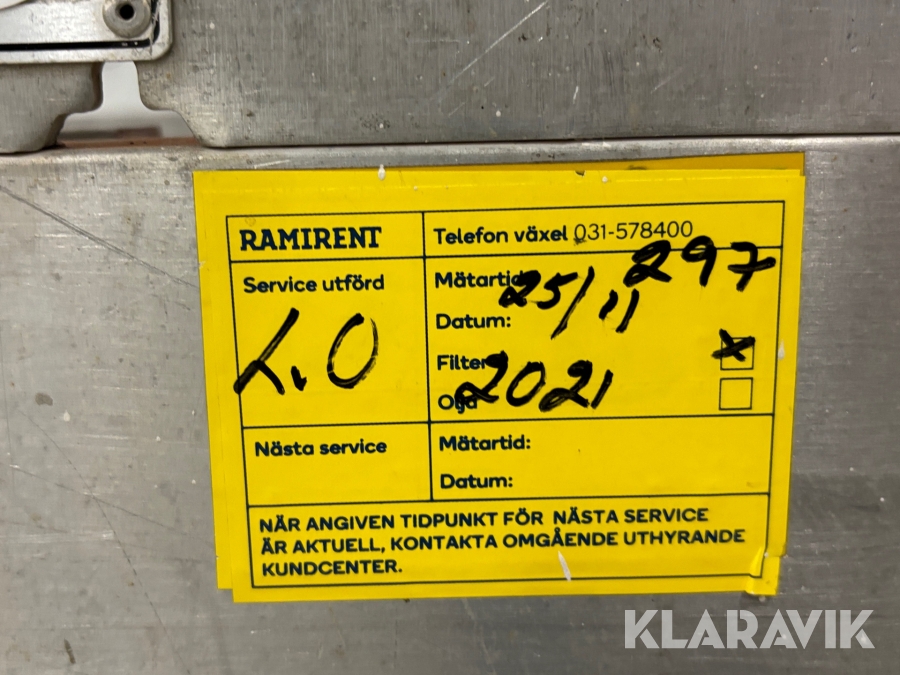 RAMIRENT
Telefon växel 031-578400
Service utförd
Mätartid: 297
Datum: 25/11
Filter
2021
Olja
Nästa service
Mätartid:
Datum:
NÄR ANGIVEN TIDPUNKT FÖR NÄSTA SERVICE
ÄR AKTUELL, KONTAKTA OMGÅENDE UTHYRANDE
KUNDCENTER.
KLARAVIK